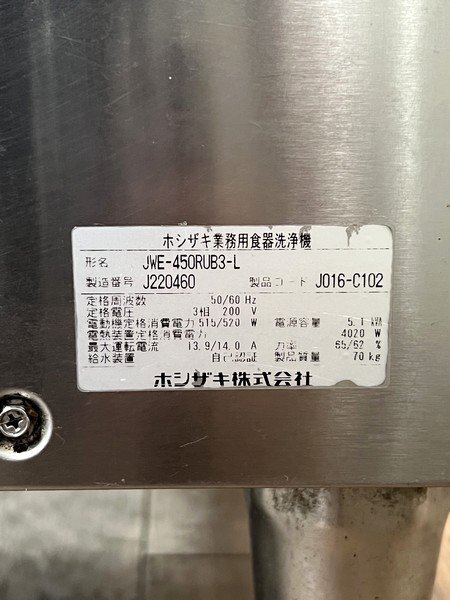 ホシザキ業務用食器洗浄機
形名 JWE-450RUB3-L
製造番号 J220460 製品コード J016-C102
定格周波数 50/60 Hz
定格電圧 3相 200 V
電動機定格消費電力 515/520 W 電源容量 5.1 kVA
電熱装置定格消費電力 4020 W
最大運転電流 13.9/14.0 A 力率 65/62 %
給水装置 自己認証 製品質量 70 kg
ホシザキ株式会社